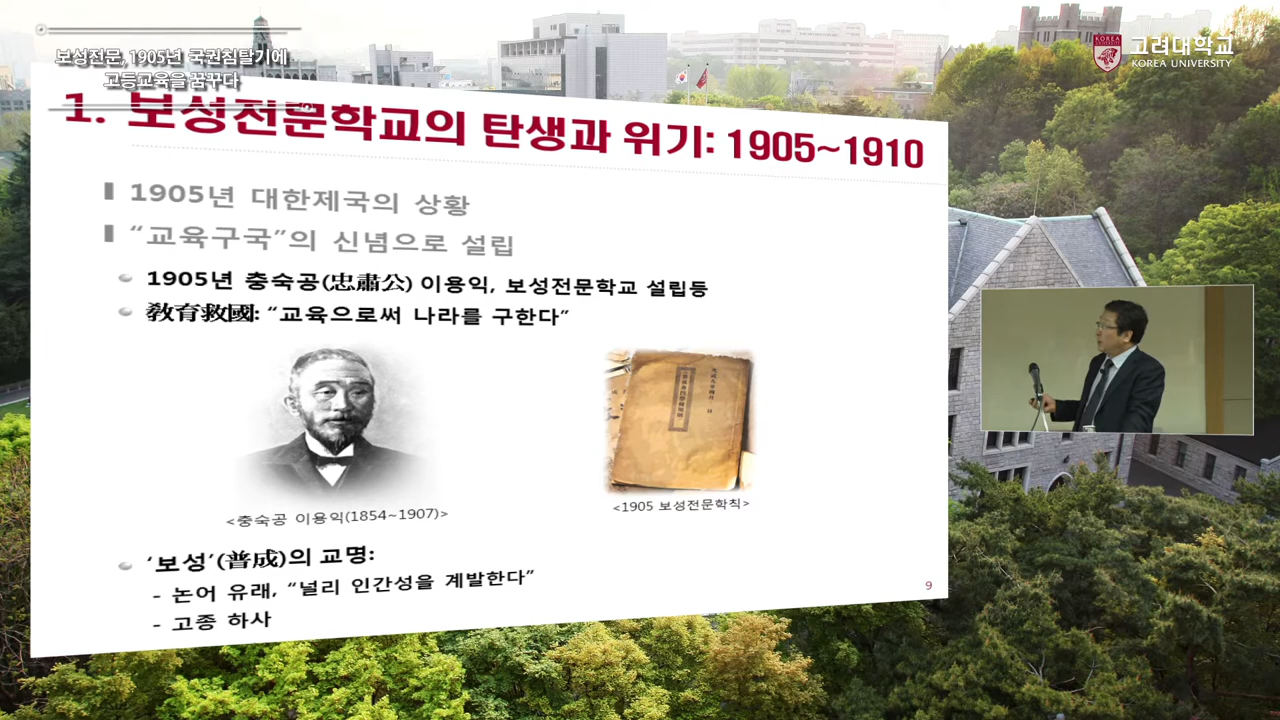 보성전문, 1905년 국권침탈기에
고등교육을 꿈꾸다
고려대학교
KOREA UNIVERSITY
1. 보성전문학교의 탄생과 위기: 1905~1910
1905년 대한제국의 상황
“교육구국”의 신념으로 설립
1905년 충숙공(忠肅公) 이용익, 보성전문학교 설립등
敎育救國: “교육으로써 나라를 구한다”
<충숙공 이용익(1854~1907)>
<1905 보성전문학칙>
‘보성’(普成)의 교명:
- 논어 유래, “널리 인간성을 계발한다”
- 고종 하사
9